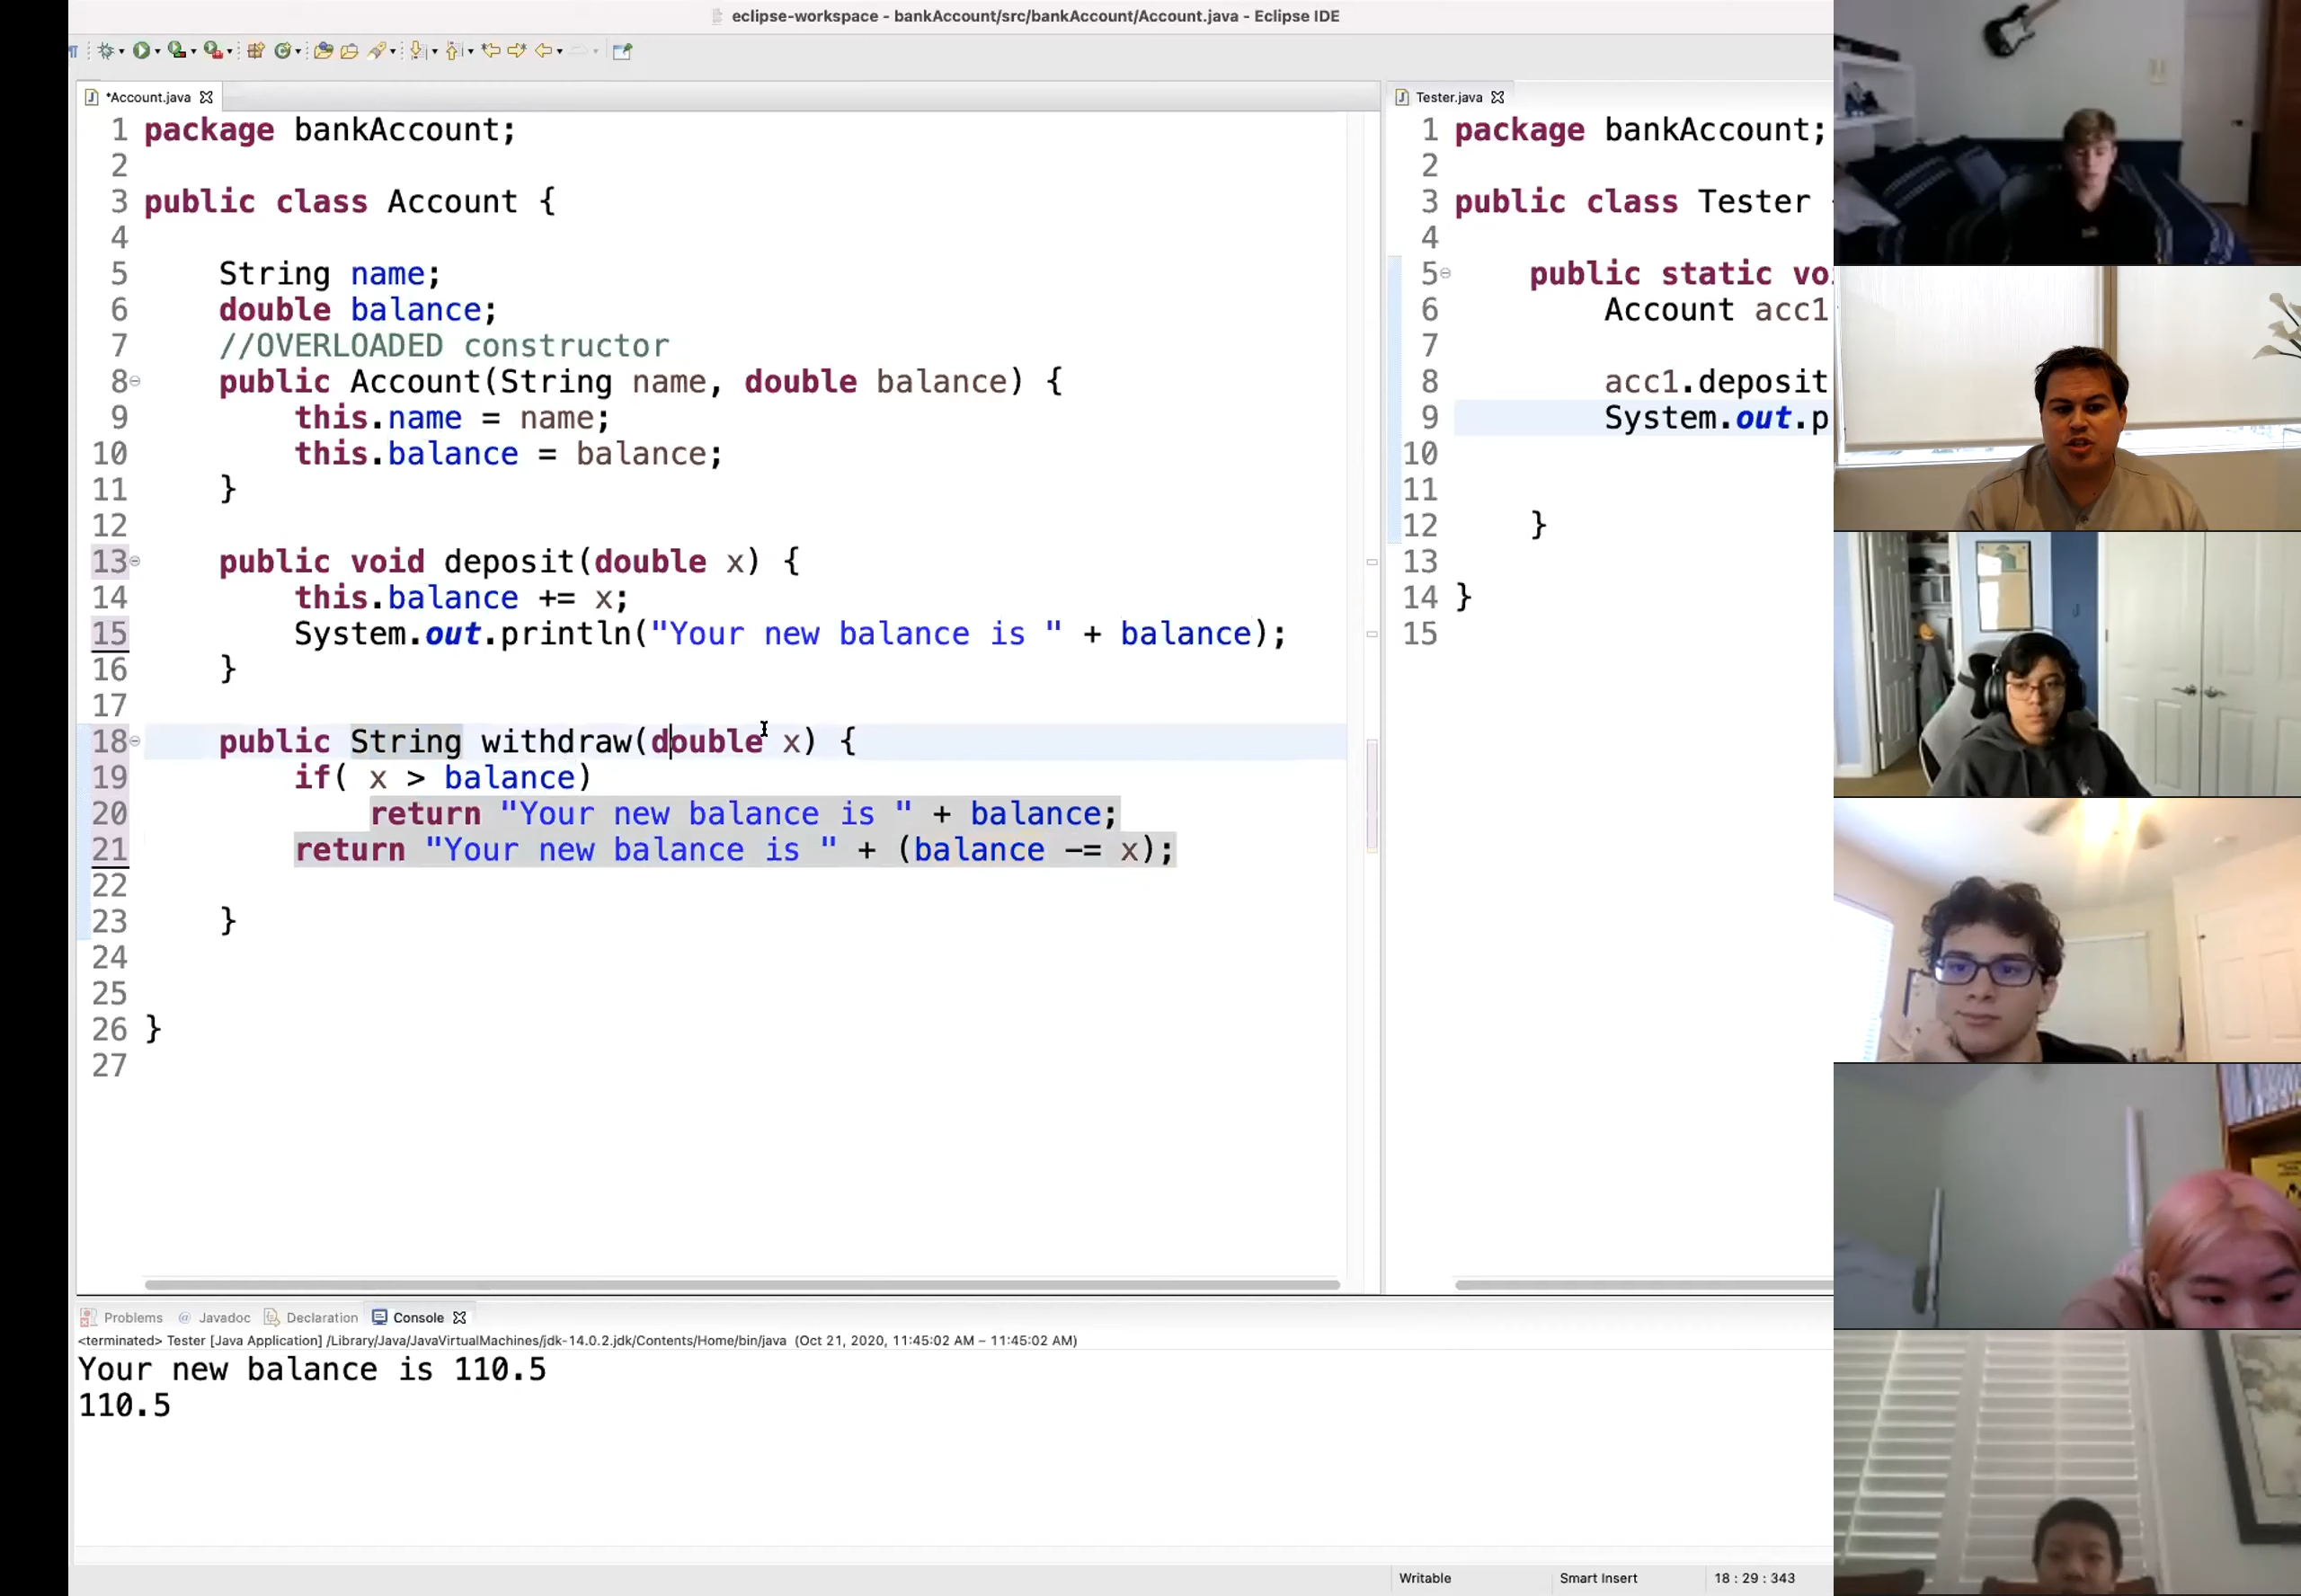 eclipse-workspace - bankAccount/src/bankAccount/Account.java - Eclipse IDE
*Account.java
1 package bankAccount;
2
3 public class Account {
4
5 String name;
6 double balance;
7 //OVERLOADED constructor
8 public Account(String name, double balance) {
9 this.name = name;
10 this.balance = balance;
11 }
12
13 public void deposit(double x) {
14 this.balance += x;
15 System.out.println("Your new balance is " + balance);
16 }
17
18 public String withdraw(double x) {
19 if( x > balance)
20 return "Your new balance is " + balance;
21 return "Your new balance is " + (balance -= x);
22
23 }
24
25
26 }
27
Tester.java
1 package bankAccount;
2
3 public class Tester
4
5 public static vo
6 Account acc1
7
8 acc1.deposit
9 System.out.p
10
11
12 }
13
14 }
15
Problems @ Javadoc Declaration Console
<terminated> Tester [Java Application] /Library/Java/JavaVirtualMachines/jdk-14.0.2.jdk/Contents/Home/bin/java (Oct 21, 2020, 11:45:02 AM – 11:45:02 AM)
Your new balance is 110.5
110.5
Writable Smart Insert 18 : 29 : 343